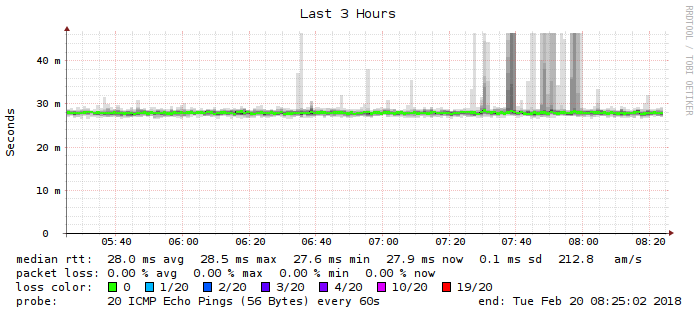 Last 3 Hours
RRDTOOL / TOBI OETIKER
Seconds
40 m
30 m
20 m
10 m
0
05:40 06:00 06:20 06:40 07:00 07:20 07:40 08:00 08:20
median rtt: 28.0 ms avg 28.5 ms max 27.6 ms min 27.9 ms now 0.1 ms sd 212.8 am/s
packet loss: 0.00 % avg 0.00 % max 0.00 % min 0.00 % now
loss color: 0 1/20 2/20 3/20 4/20 10/20 19/20
probe: 20 ICMP Echo Pings (56 Bytes) every 60s end: Tue Feb 20 08:25:02 2018